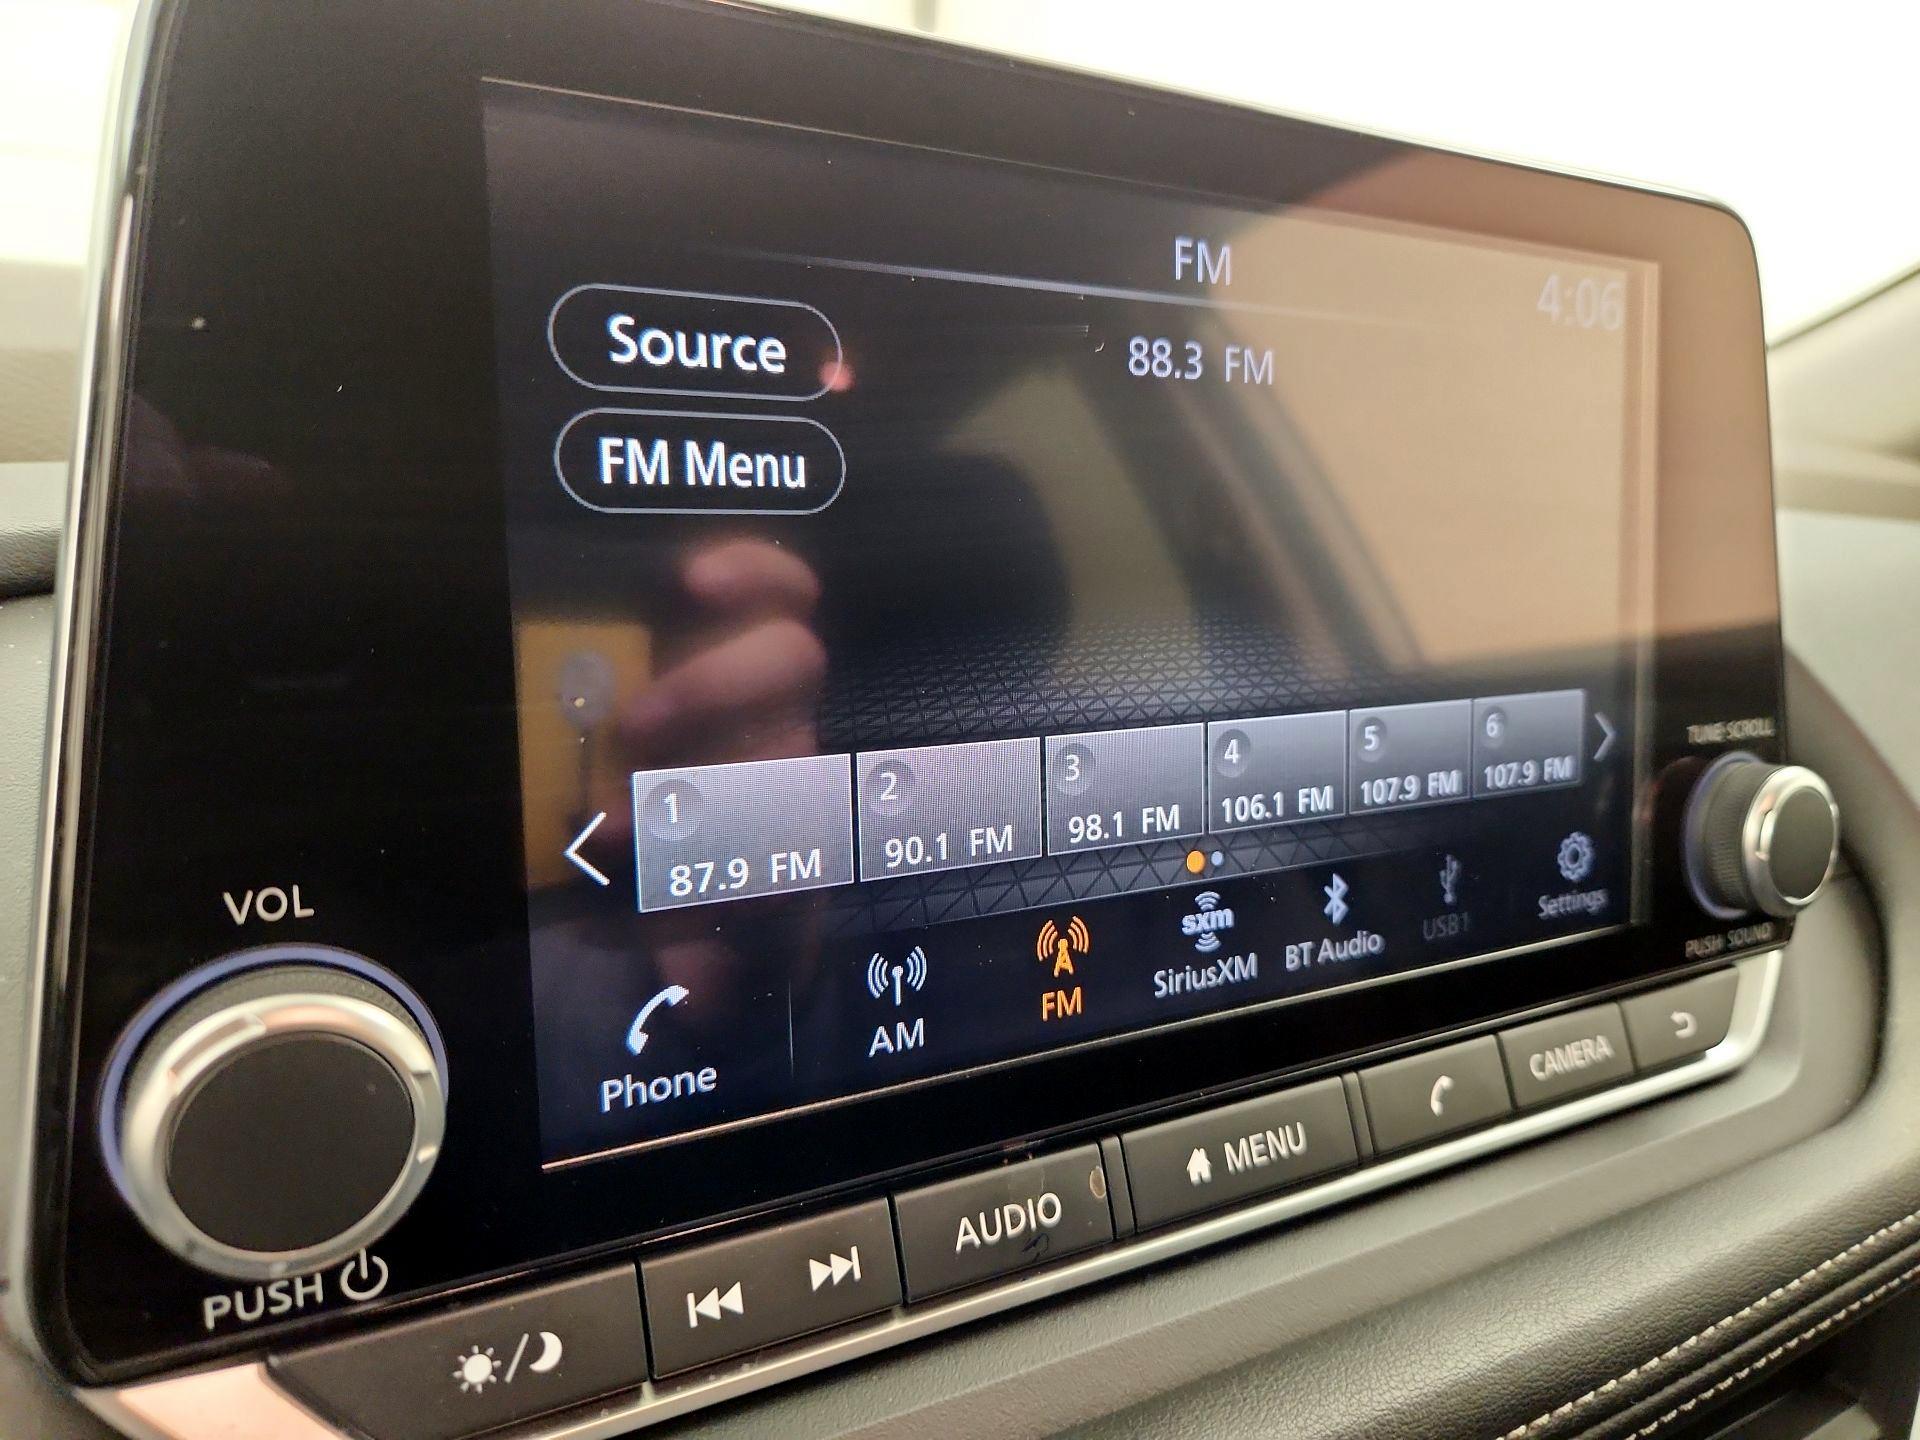 FM
4:06
Source
88.3 FM
FM Menu
1
87.9 FM
2
90.1 FM
3
98.1 FM
4
106.1 FM
5
107.9 FM
6
107.9 FM
Phone
AM
FM
sxm
SiriusXM
BT Audio
USB1
Settings
VOL
PUSH
TUNE·SCROLL
PUSH SOUND
AUDIO
MENU
CAMERA